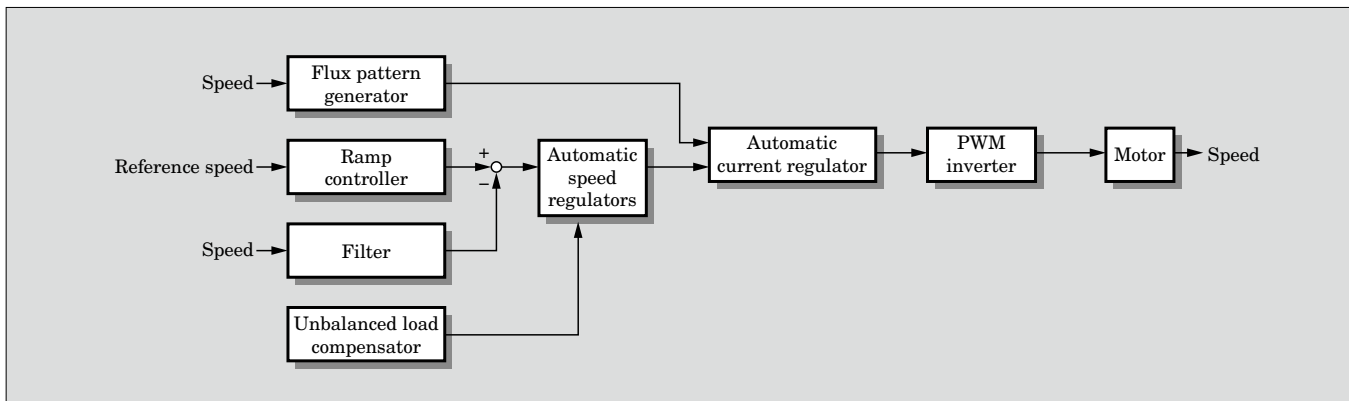 Speed
Flux pattern
generator
Reference speed
Ramp
controller
+
−
Automatic
speed
regulators
Automatic
current regulator
PWM
inverter
Motor
Speed
Speed
Filter
Unbalanced load
compensator